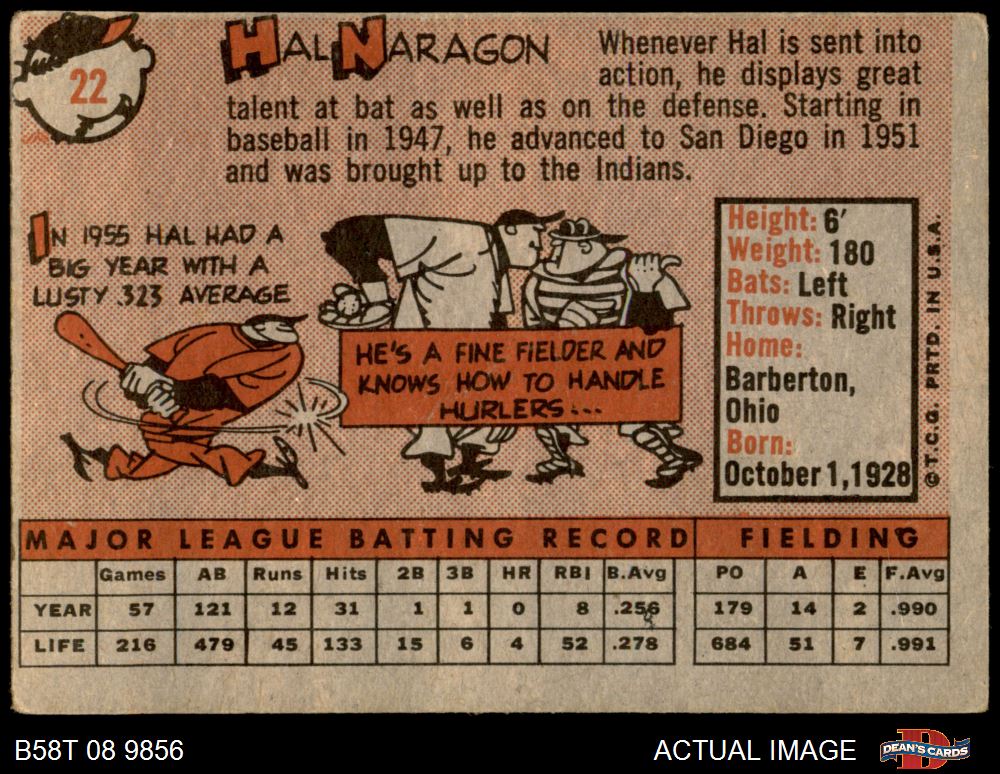 22
HAL NARAGON
Whenever Hal is sent into
action, he displays great
talent at bat as well as on the defense. Starting in
baseball in 1947, he advanced to San Diego in 1951
and was brought up to the Indians.
IN 1955 HAL HAD A
BIG YEAR WITH A
LUSTY .323 AVERAGE
HE'S A FINE FIELDER AND
KNOWS HOW TO HANDLE
HURLERS...
Height: 6'
Weight: 180
Bats: Left
Throws: Right
Home:
Barberton,
Ohio
Born:
October 1, 1928
© T.C.G. PRTD. IN U.S.A.
MAJOR LEAGUE BATTING RECORD FIELDING
Games AB Runs Hits 2B 3B HR RBI B.Avg PO A E F.Avg
YEAR 57 121 12 31 1 1 0 8 .256 179 14 2 .990
LIFE 216 479 45 133 15 6 4 52 .278 684 51 7 .991
B58T 08 9856 ACTUAL IMAGE DEAN'S CARDS